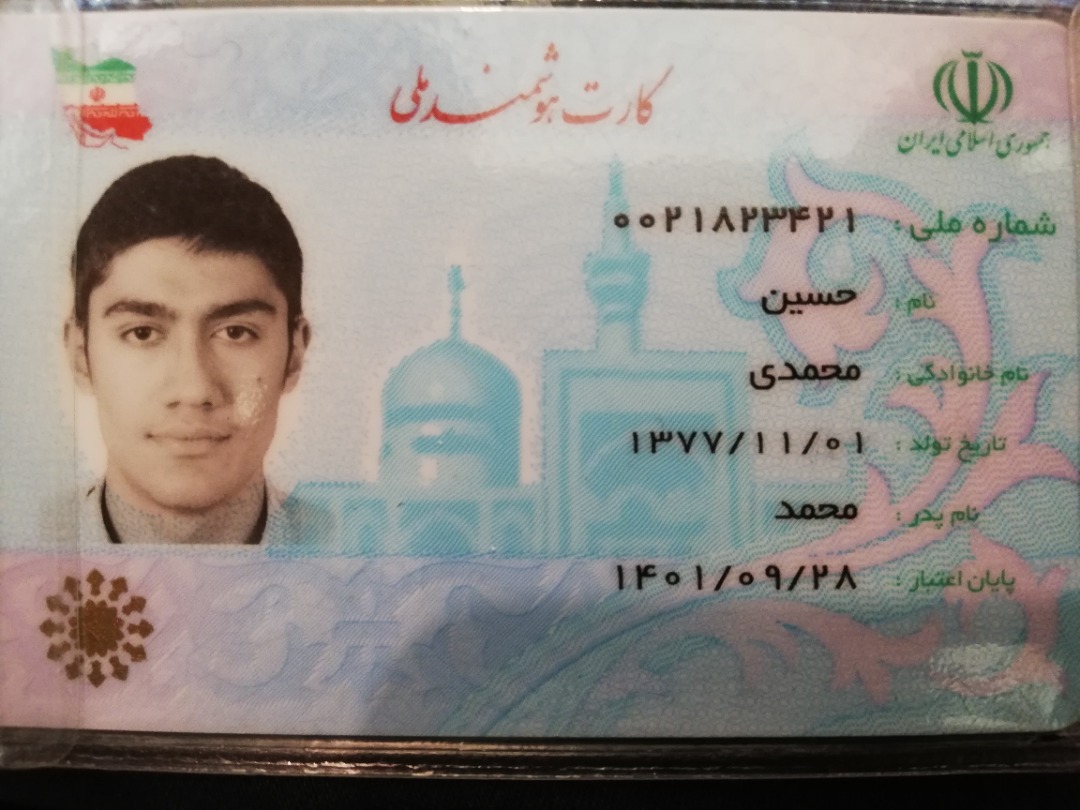 کارت هوشمند ملی
جمهوری اسلامی ایران
شماره ملی : ۰۰۲۱۸۲۳۴۲۱
نام : حسین
نام خانوادگی : محمدی
تاریخ تولد : ۱۳۷۷/۱۱/۰۱
نام پدر : محمد
پایان اعتبار : ۱۴۰۱/۰۹/۲۸